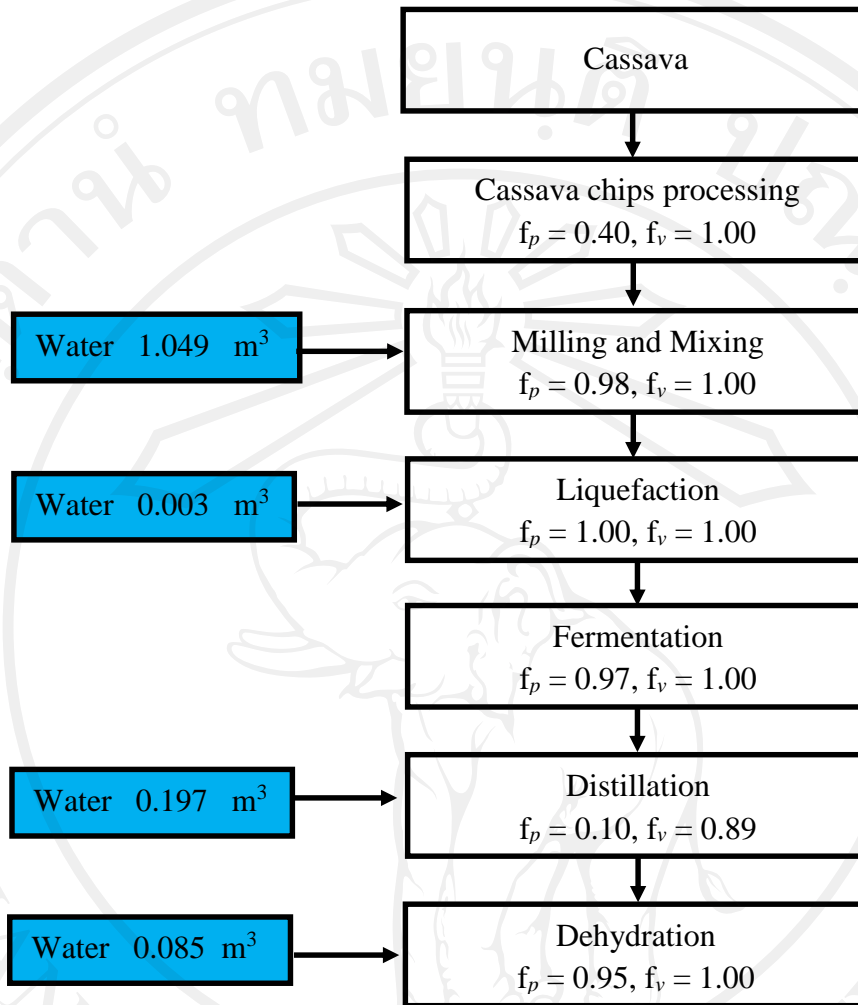 Cassava
Cassava chips processing
fp = 0.40, fv = 1.00
Water 1.049 m³
Milling and Mixing
fp = 0.98, fv = 1.00
Water 0.003 m³
Liquefaction
fp = 1.00, fv = 1.00
Fermentation
fp = 0.97, fv = 1.00
Water 0.197 m³
Distillation
fp = 0.10, fv = 0.89
Water 0.085 m³
Dehydration
fp = 0.95, fv = 1.00